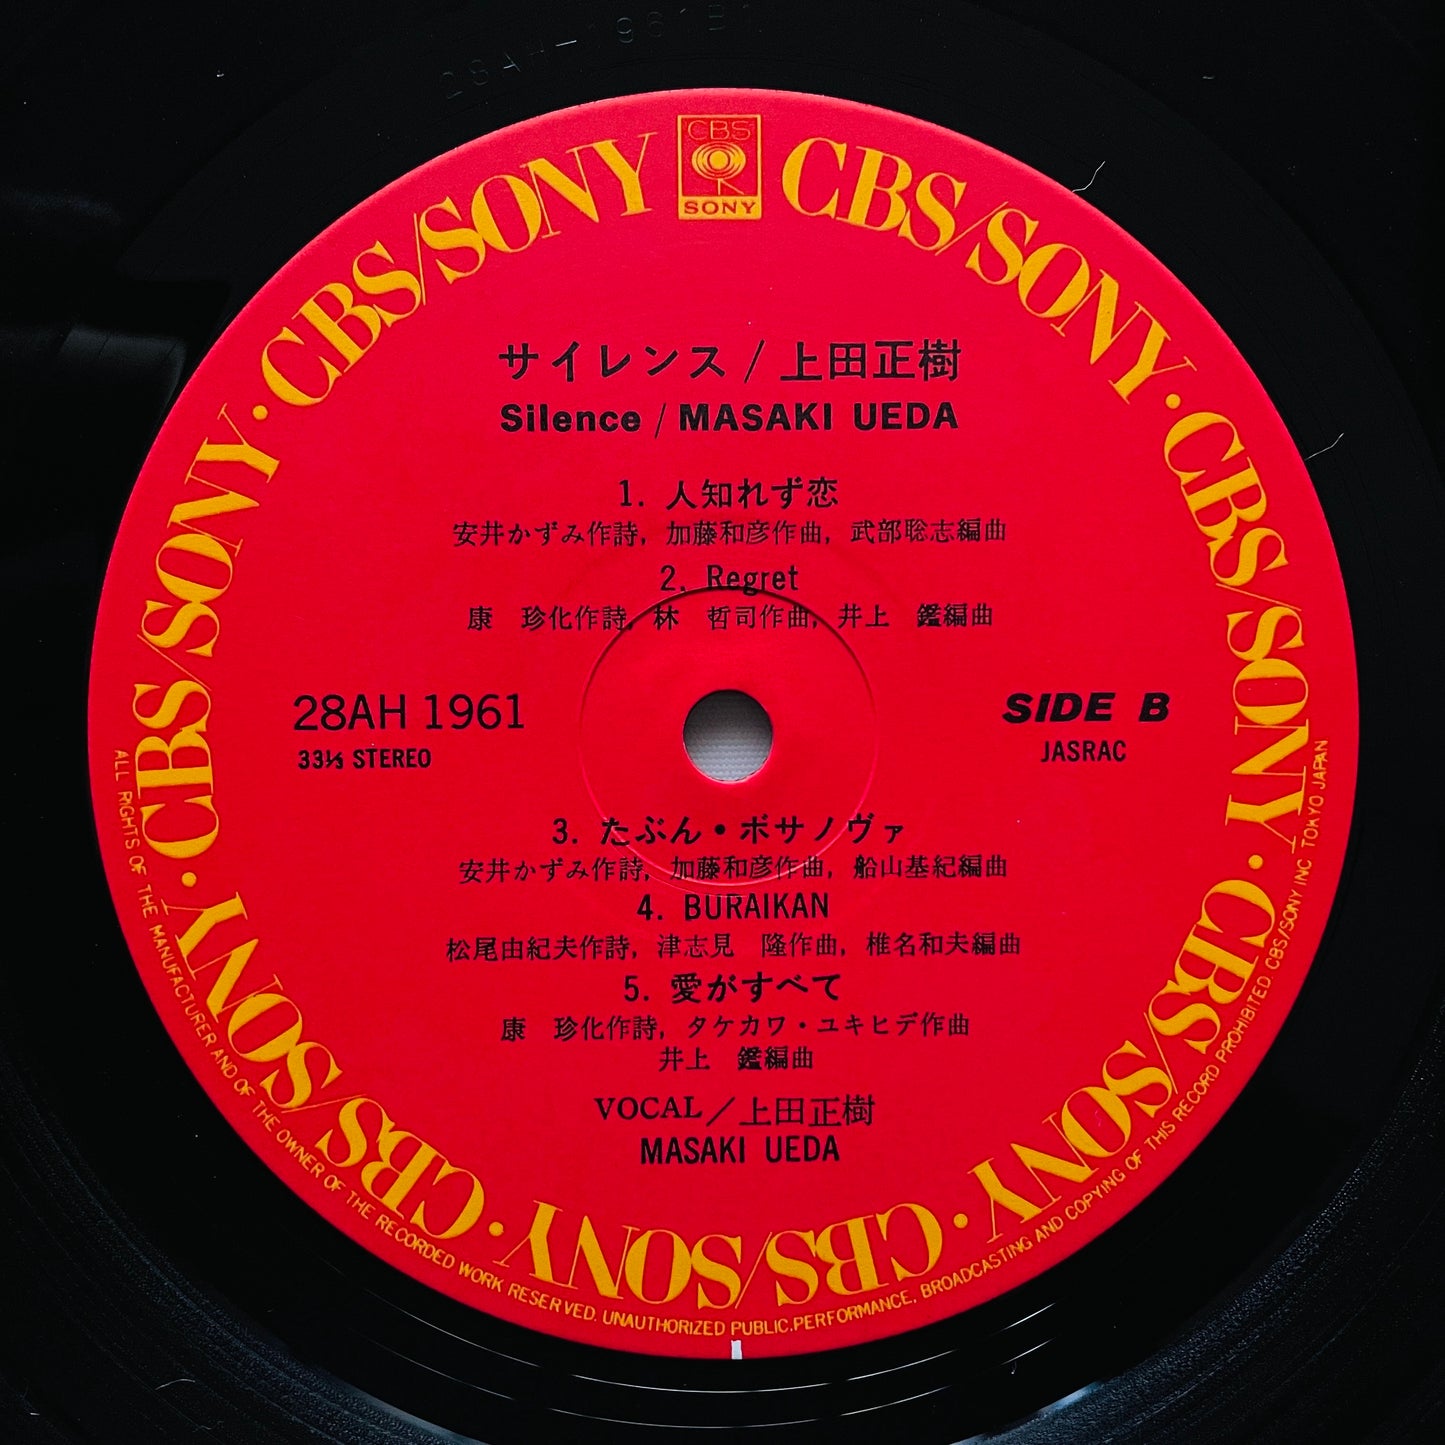 28AH-1961B1
CBS
SONY
CBS/SONY · CBS/SONY · CBS/SONY · CBS/SONY · CBS/SONY · CBS/SONY · CBS/SONY · CBS/SONY
サイレンス / 上田正樹
Silence / MASAKI UEDA
1. 人知れず恋
安井かずみ作詩, 加藤和彦作曲, 武部聡志編曲
2. Regret
康 珍化作詩, 林 哲司作曲, 井上 鑑編曲
28AH 1961
33⅓ STEREO
SIDE B
JASRAC
3. たぶん・ボサノヴァ
安井かずみ作詩, 加藤和彦作曲, 船山基紀編曲
4. BURAIKAN
松尾由紀夫作詩, 津志見 隆作曲, 椎名和夫編曲
5. 愛がすべて
康 珍化作詩, タケカワ・ユキヒデ作曲
井上 鑑編曲
VOCAL／上田正樹
MASAKI UEDA
ALL RIGHTS OF THE MANUFACTURER AND OF THE OWNER OF THE RECORDED WORK RESERVED. UNAUTHORIZED PUBLIC.PERFORMANCE, BROADCASTING AND COPYING OF THIS RECORD PROHIBITED. CBS/SONY INC TOKYO JAPAN